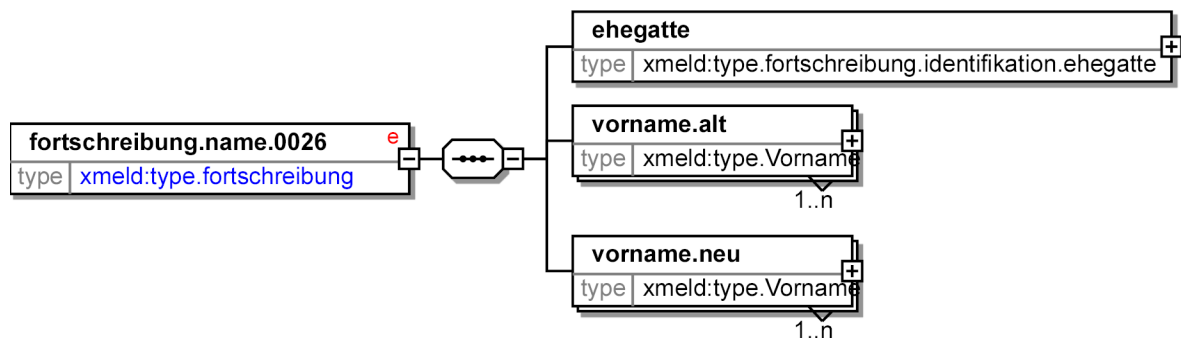 ehegatte
type xmeld:type.fortschreibung.identifikation.ehegatte
fortschreibung.name.0026 e
type xmeld:type.fortschreibung
vorname.alt
type xmeld:type.Vorname
1..n
vorname.neu
type xmeld:type.Vorname
1..n